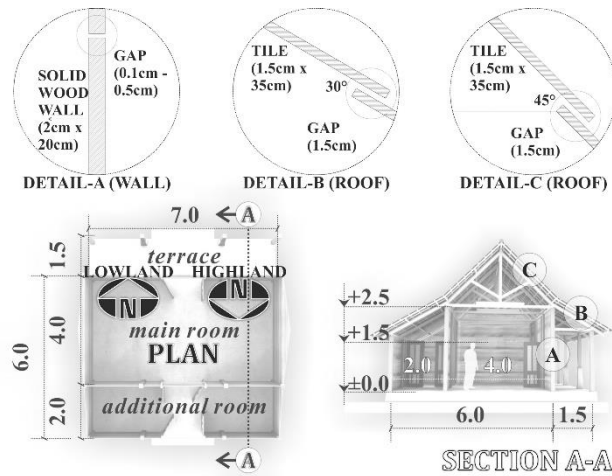 SOLID
WOOD
WALL
(2cm x
20cm)
GAP
(0.1cm -
0.5cm)
DETAIL-A (WALL)
TILE
(1.5cm x
35cm)
30°
GAP
(1.5cm)
DETAIL-B (ROOF)
TILE
(1.5cm x
35cm)
45°
GAP
(1.5cm)
DETAIL-C (ROOF)
7.0
A
1.5
terrace
LOWLAND
HIGHLAND
N
N
6.0
4.0
main room
PLAN
2.0
additional room
A
C
B
A
+2.5
+1.5
±0.0
2.0
4.0
6.0
1.5
SECTION A-A